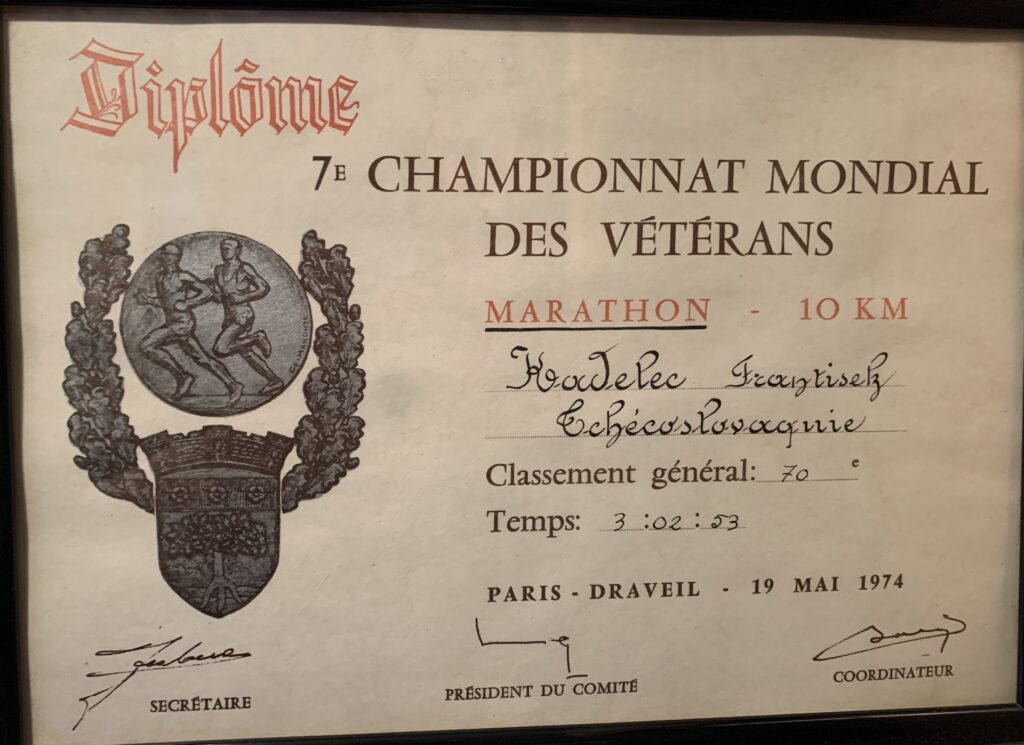 Diplôme
7E CHAMPIONNAT MONDIAL
DES VÉTÉRANS
MARATHON - 10 KM
Kadelec Frantisek
Tchécoslovaquie
Classement général: 70 e
Temps: 3:02:53
PARIS - DRAVEIL - 19 MAI 1974
SECRÉTAIRE
PRÉSIDENT DU COMITÉ
COORDINATEUR